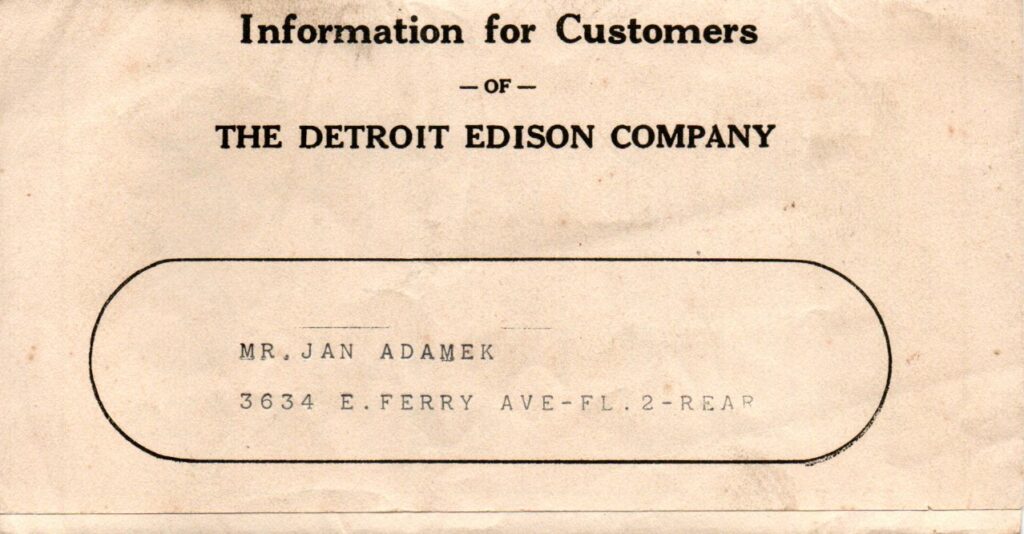 Information for Customers
— OF —
THE DETROIT EDISON COMPANY
MR. JAN ADAMEK
3634 E.FERRY AVE-FL.2-REAR